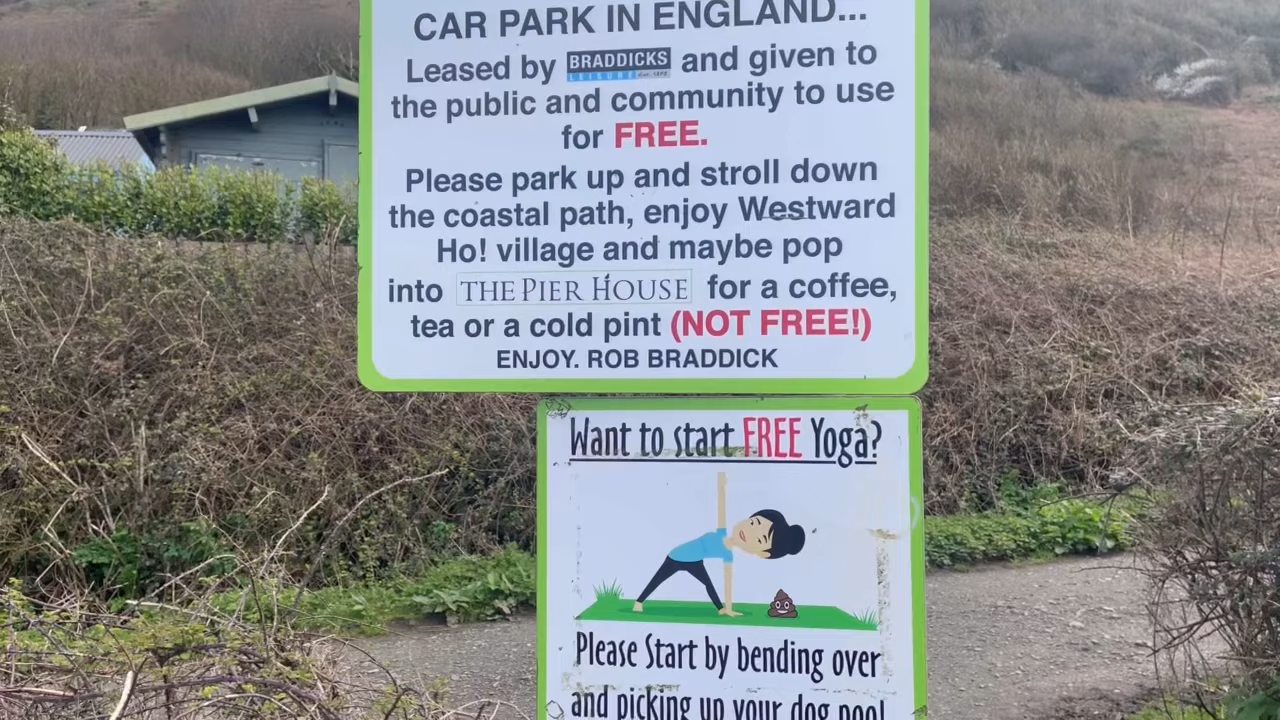 CAR PARK IN ENGLAND...
Leased by BRADDICKS LEISURE Est. and given to
the public and community to use
for FREE.
Please park up and stroll down
the coastal path, enjoy Westward
Ho! village and maybe pop
into THE PIER HOUSE for a coffee,
tea or a cold pint (NOT FREE!)
ENJOY. ROB BRADDICK
Want to start FREE Yoga?
Please Start by bending over
and picking up your dog poo!